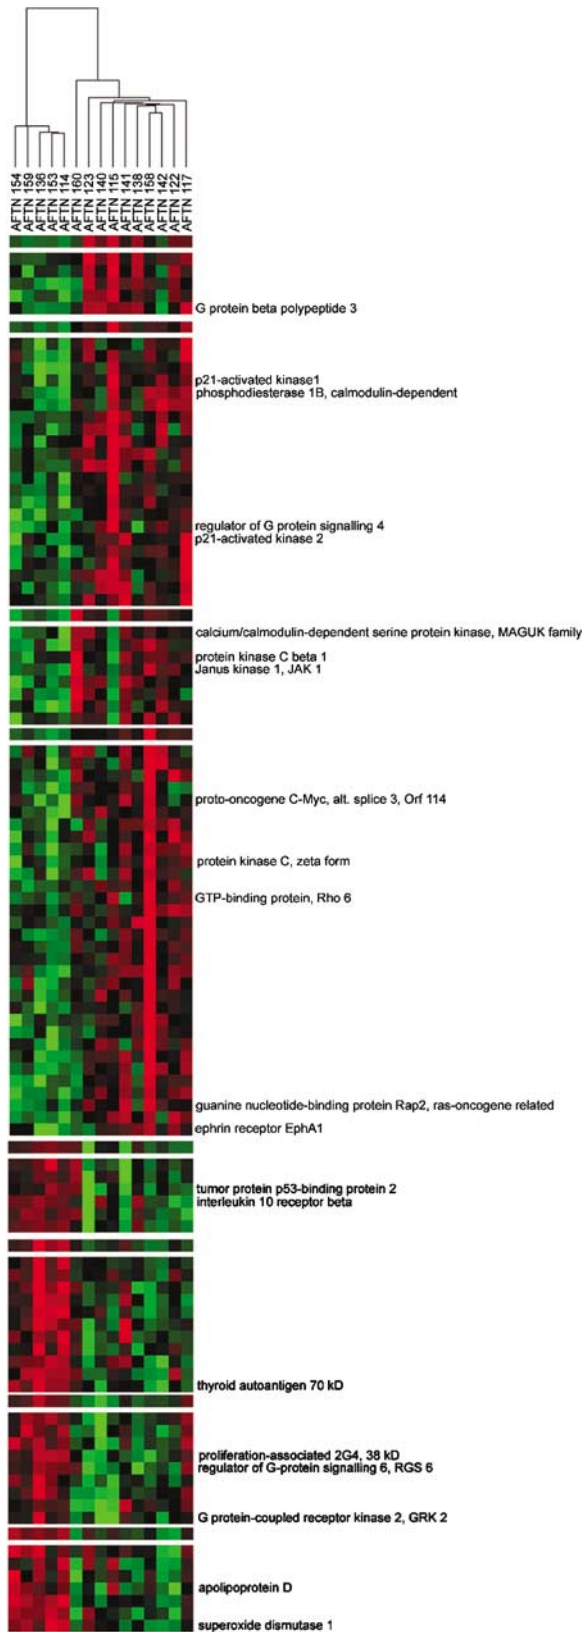 AFTN 154
AFTN 159
AFTN 136
AFTN 153
AFTN 114
AFTN 160
AFTN 123
AFTN 140
AFTN 115
AFTN 141
AFTN 138
AFTN 158
AFTN 142
AFTN 122
AFTN 117
G protein beta polypeptide 3
p21-activated kinase1
phosphodiesterase 1B, calmodulin-dependent
regulator of G protein signalling 4
p21-activated kinase 2
calcium/calmodulin-dependent serine protein kinase, MAGUK family
protein kinase C beta 1
Janus kinase 1, JAK 1
proto-oncogene C-Myc, alt. splice 3, Orf 114
protein kinase C, zeta form
GTP-binding protein, Rho 6
guanine nucleotide-binding protein Rap2, ras-oncogene related
ephrin receptor EphA1
tumor protein p53-binding protein 2
interleukin 10 receptor beta
thyroid autoantigen 70 kD
proliferation-associated 2G4, 38 kD
regulator of G-protein signalling 6, RGS 6
G protein-coupled receptor kinase 2, GRK 2
apolipoprotein D
superoxide dismutase 1